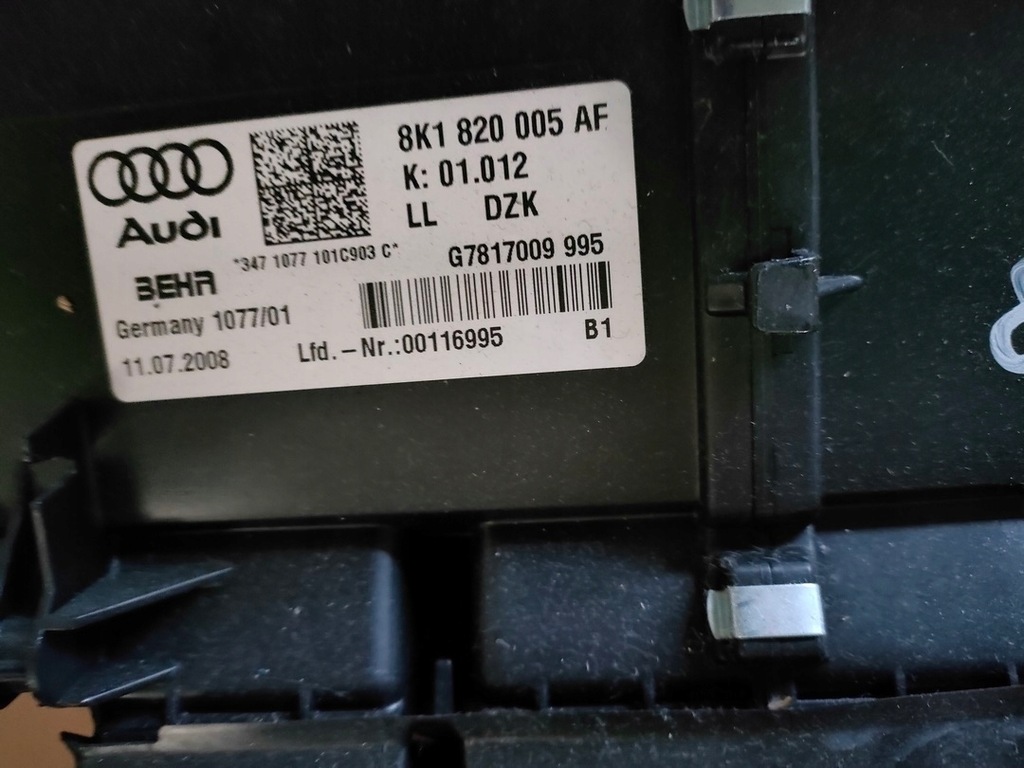 8K1 820 005 AF
K: 01.012
LL DZK
Audi
*347 1077 101C903 C*
G7817009 995
BEHR
Germany 1077/01
11.07.2008
Lfd.-Nr.:00116995
B1